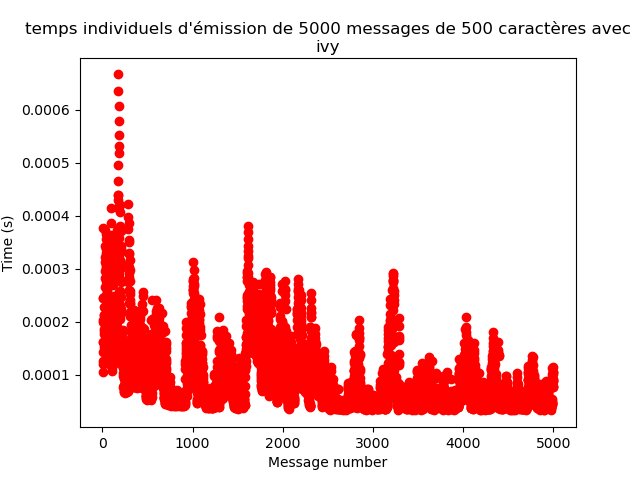 temps individuels d'émission de 5000 messages de 500 caractères avec
ivy
0.0006
0.0005
0.0004
0.0003
0.0002
0.0001
Time (s)
0 1000 2000 3000 4000 5000
Message number